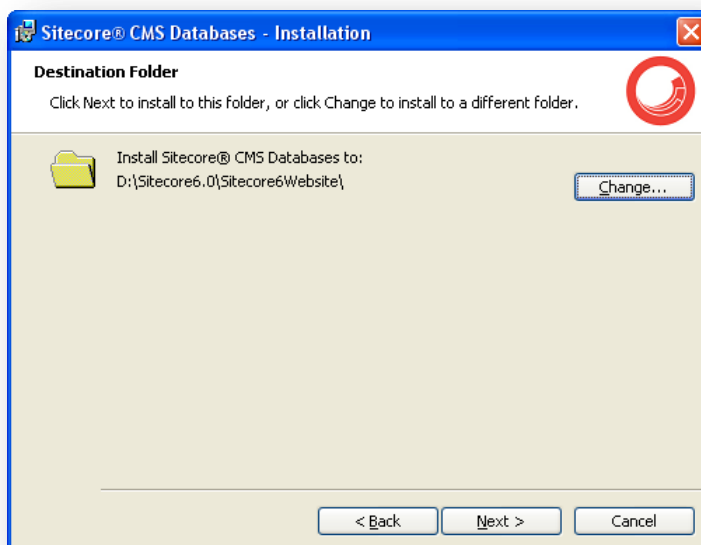 Sitecore® CMS Databases - Installation
Destination Folder
Click Next to install to this folder, or click Change to install to a different folder.
Install Sitecore® CMS Databases to:
D:\Sitecore6.0\Sitecore6Website\
Change...
< Back Next > Cancel